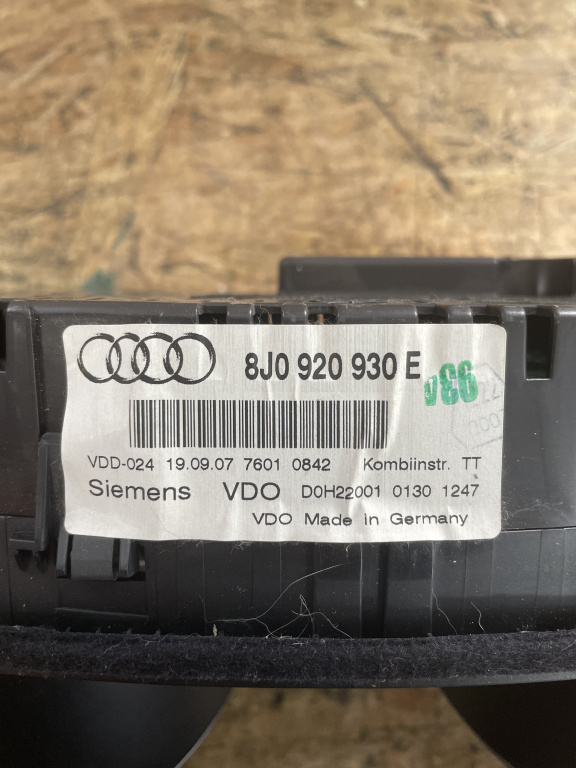 8J0 920 930 E
VDD-024 19.09.07 7601 0842 Kombiinstr. TT
Siemens VDO D0H22001 0130 1247
VDO Made in Germany